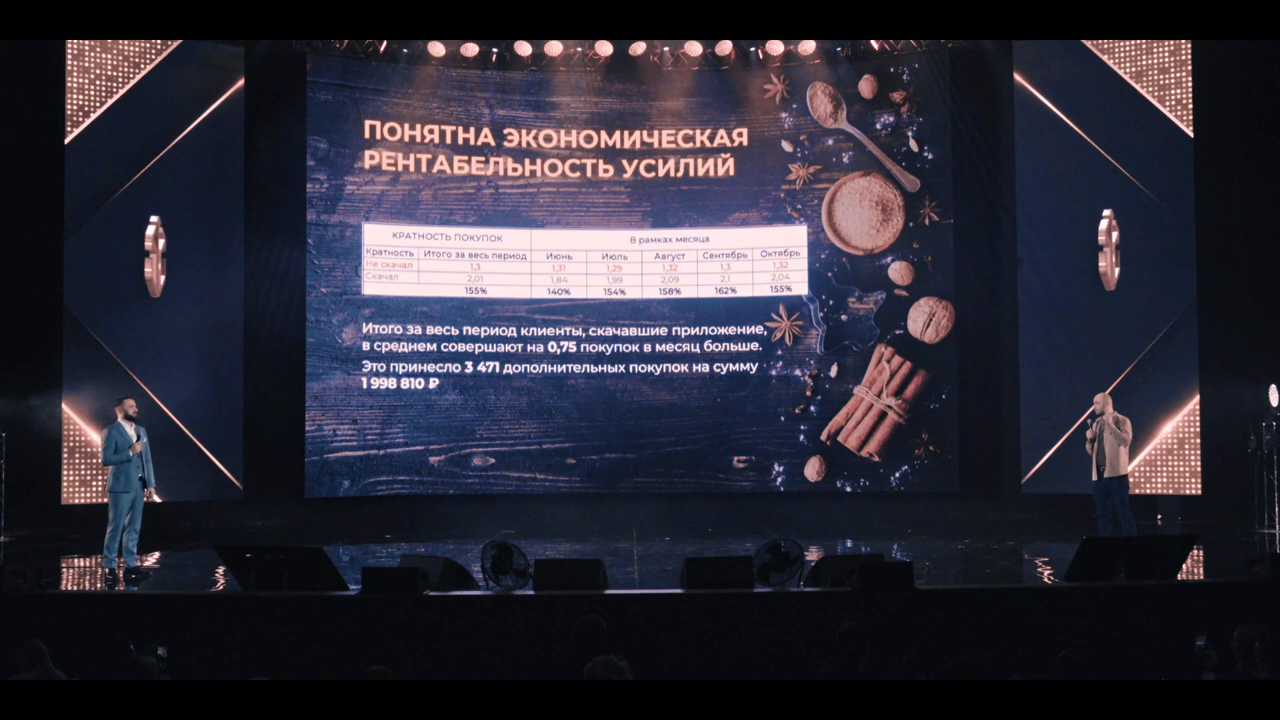 ПОНЯТНА ЭКОНОМИЧЕСКАЯ
РЕНТАБЕЛЬНОСТЬ УСИЛИЙ
КРАТНОСТЬ ПОКУПОК В рамках месяца
Кратность Итого за весь период Июнь Июль Август Сентябрь Октябрь
Не скачал 1,3 1,31 1,29 1,32 1,3 1,32
Скачал 2,01 1,84 1,99 2,09 2,1 2,04
155% 140% 154% 158% 162% 155%
Итого за весь период клиенты, скачавшие приложение,
в среднем совершают на 0,75 покупок в месяц больше.
Это принесло 3 471 дополнительных покупок на сумму
1 998 810 ₽